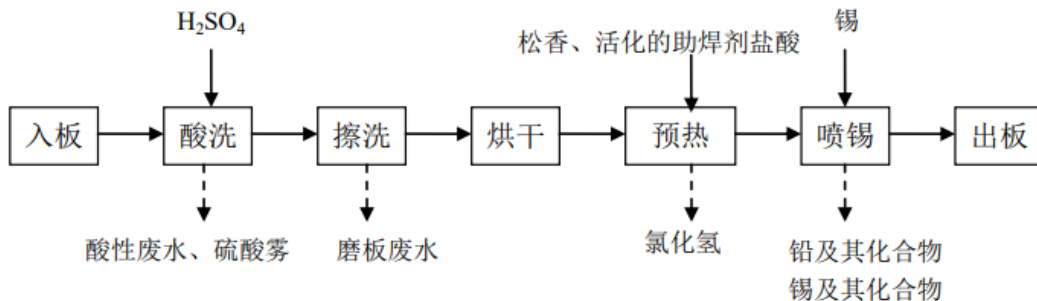 H₂SO₄
锡
松香、活化的助焊剂盐酸
入板
酸洗
擦洗
烘干
预热
喷锡
出板
酸性废水、硫酸雾
磨板废水
氯化氢
铅及其化合物
锡及其化合物